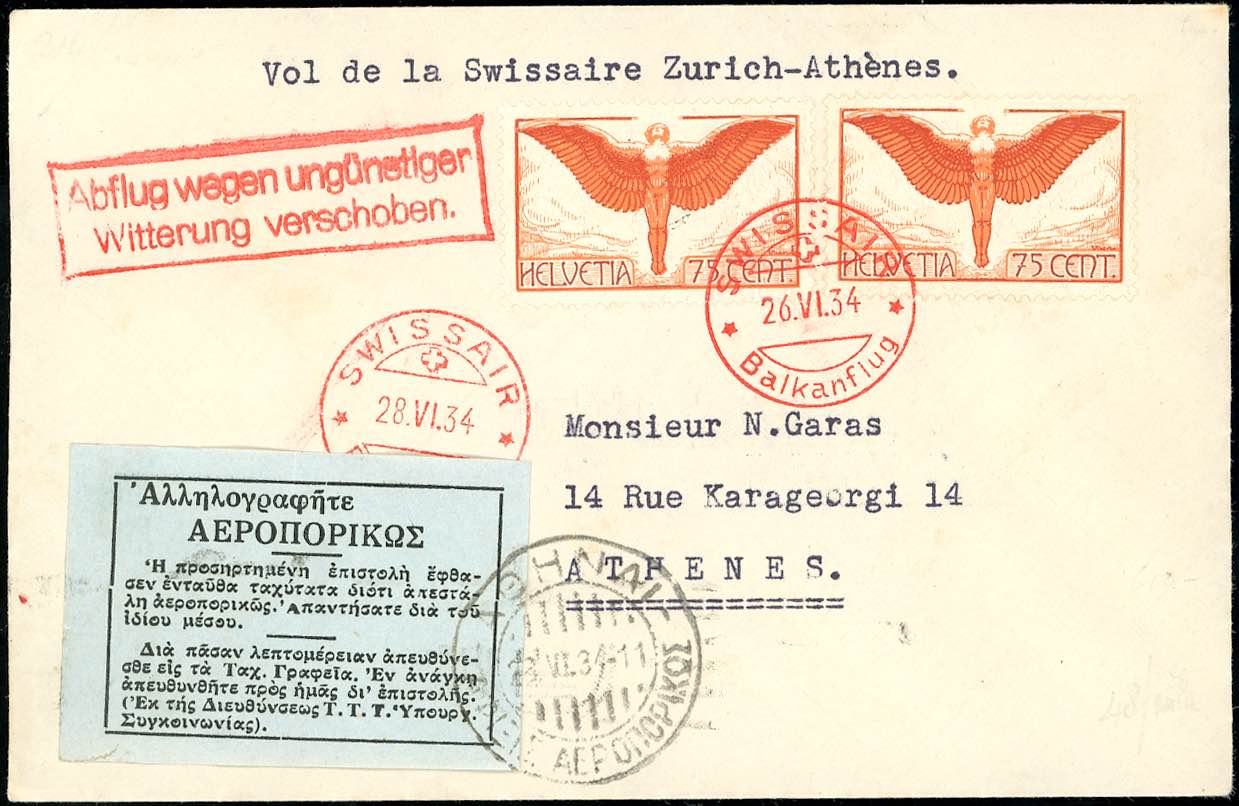 Vol de la Swissaire Zurich-Athènes.
Abflug wegen ungünstiger
Witterung verschoben.
HELVETIA 75 CENT.
HELVETIA 75 CENT.
SWISSAIR
26.VI.34
Balkanflug
SWISSAIR
28.VI.34
Monsieur N.Garas
14 Rue Karageorgi 14
ATHENES.
Ἀλληλογραφῆτε
ΑΕΡΟΠΟΡΙΚΩΣ
Ἡ προσηρτημένη ἐπιστολὴ ἔφθα-
σεν ἐνταῦθα ταχύτατα διότι ἀπεστά-
λη ἀεροπορικῶς. Ἀπαντήσατε διὰ τοῦ
ἰδίου μέσου.
Διὰ πᾶσαν λεπτομέρειαν ἀπευθύνε-
σθε εἰς τὰ Ταχ. Γραφεῖα. Ἐν ἀνάγκῃ
ἀπευθυνθῆτε πρὸς ἡμᾶς δι' ἐπιστολῆς.
(Ἐκ τῆς Διευθύνσεως Τ. Τ. Τ. Ὑπουργ.
Συγκοινωνίας).
ΑΘΗΝΑΙ
VI.34-11
ΑΕΡΟΠΟΡΙΚΩΣ